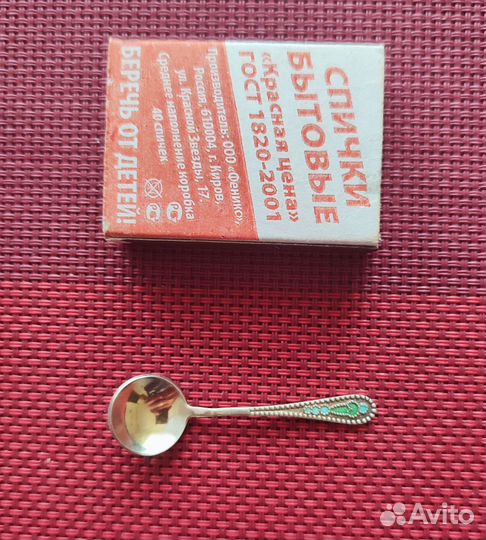 СПИЧКИ
БЫТОВЫЕ
«Красная цена»
ГОСТ 1820-2001
Производитель: ООО «Феникс»
Россия, 610004, г. Киров,
ул. Красной Звезды, 17.
Среднее наполнение коробка
40 спичек
БЕРЕЧЬ ОТ ДЕТЕЙ!
Avito